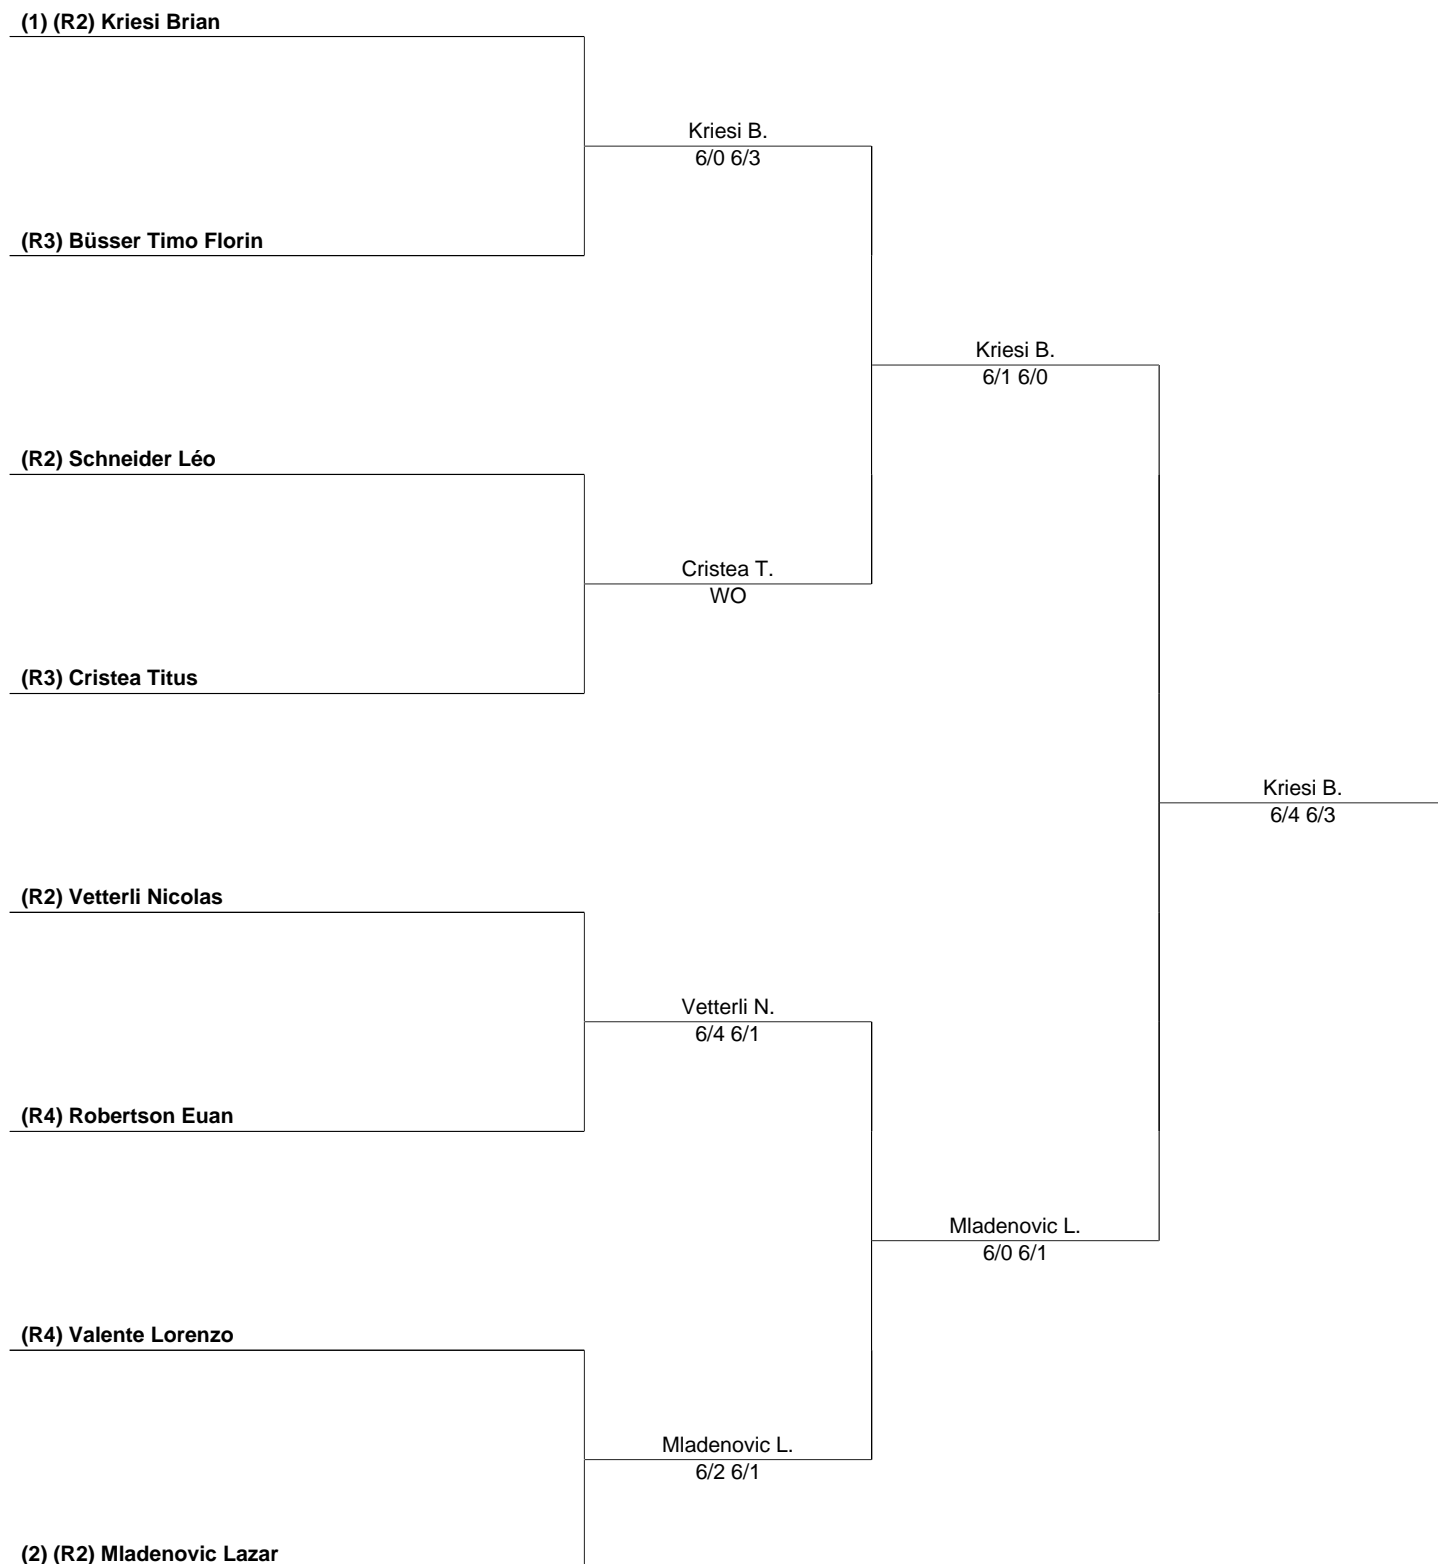 (1) (R2) Kriesi Brian
Kriesi B.
6/0 6/3
(R3) Büsser Timo Florin
Kriesi B.
6/1 6/0
(R2) Schneider Léo
Cristea T.
WO
(R3) Cristea Titus
Kriesi B.
6/4 6/3
(R2) Vetterli Nicolas
Vetterli N.
6/4 6/1
(R4) Robertson Euan
Mladenovic L.
6/0 6/1
(R4) Valente Lorenzo
Mladenovic L.
6/2 6/1
(2) (R2) Mladenovic Lazar